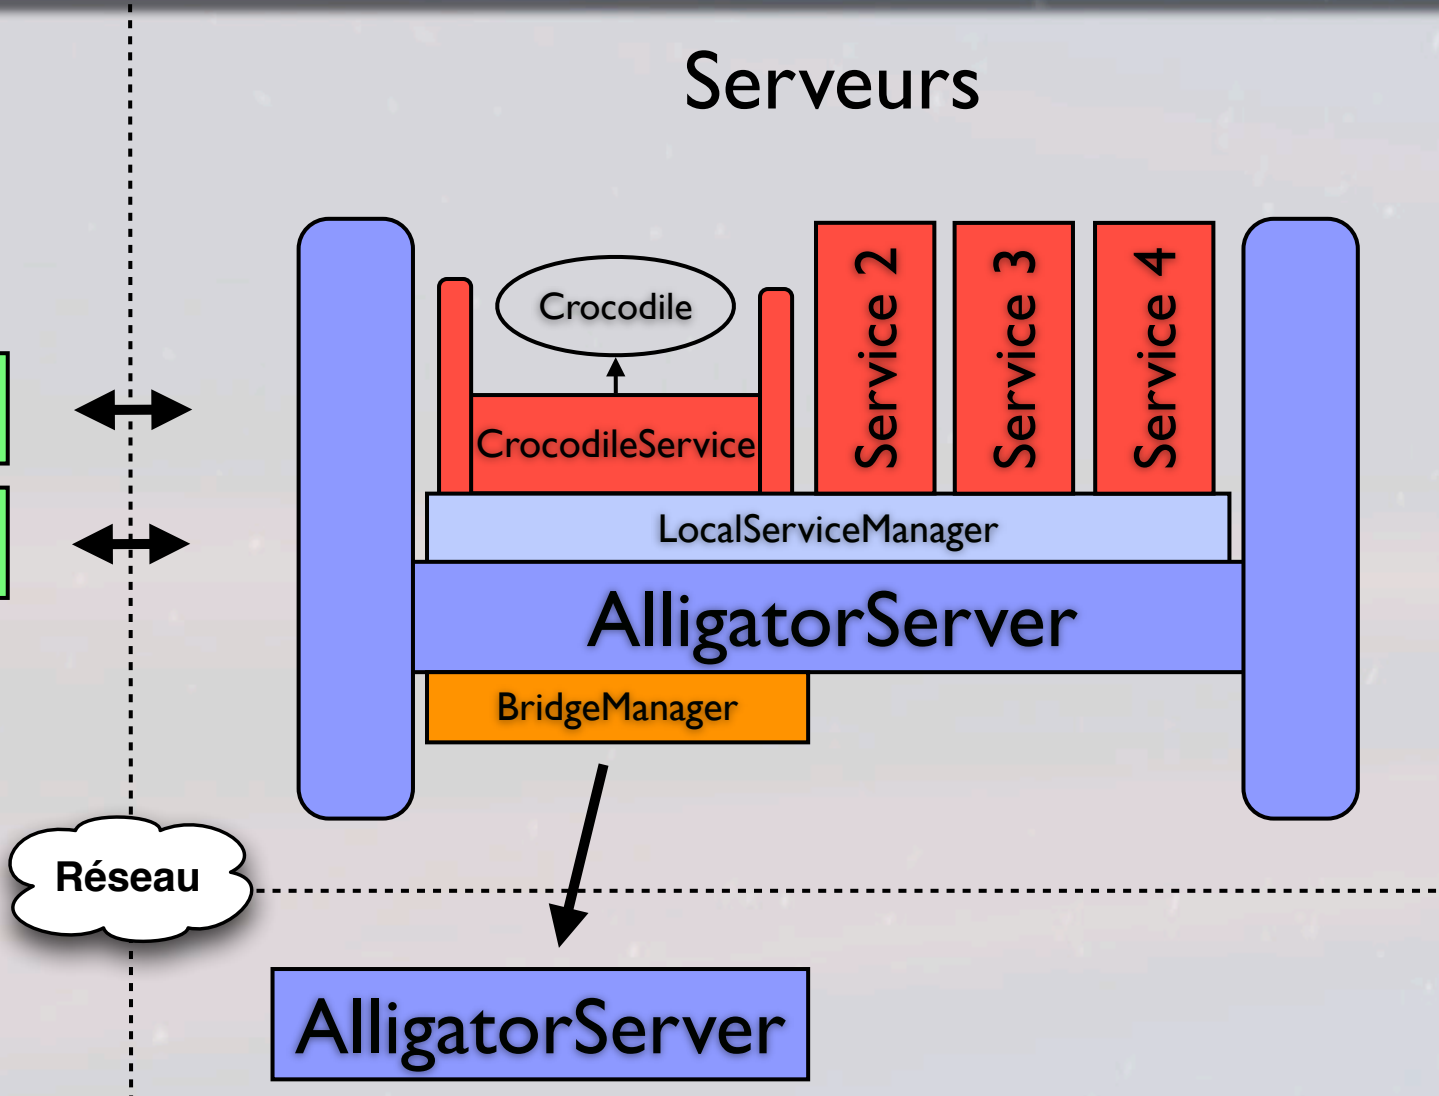 Serveurs
Crocodile
CrocodileService
Service 2
Service 3
Service 4
LocalServiceManager
AlligatorServer
BridgeManager
Réseau
AlligatorServer